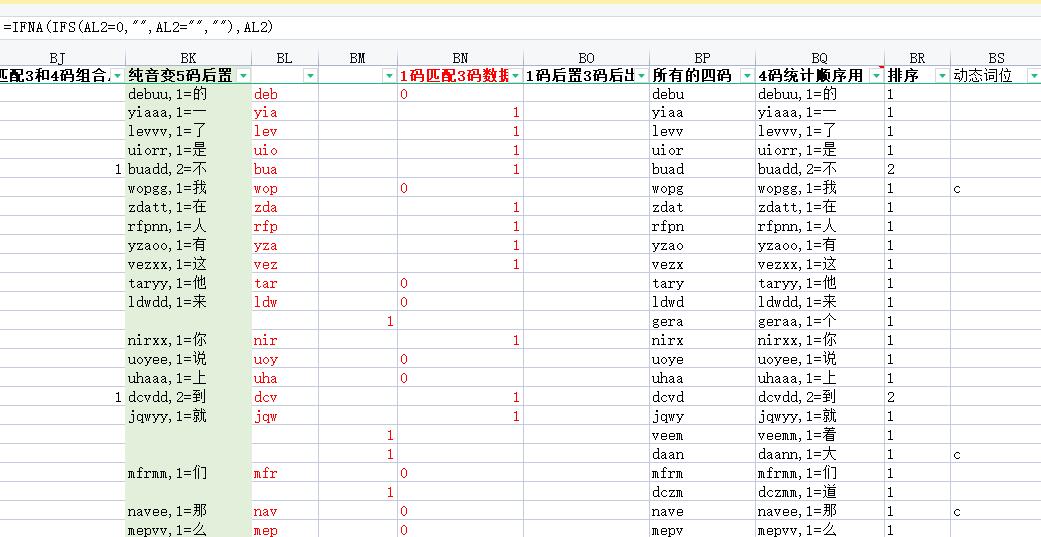 =IFNA(IFS(AL2=0,"",AL2="",""),AL2)
BJ BK BL BM BN BO BP BQ BR BS
匹配3和4码组合 纯音变5码后置 1码匹配3码数据 1码后置3码后出 所有的四码 4码统计顺序用 排序 动态词位
debuu,1=的 deb 0 debu debuu,1=的 1
yiaaa,1=一 yia 1 yiaa yiaaa,1=一 1
levvv,1=了 lev 1 levv levvv,1=了 1
uiorr,1=是 uio 1 uior uiorr,1=是 1
1 buadd,2=不 bua 1 buad buadd,2=不 2
wopgg,1=我 wop 0 wopg wopgg,1=我 1 c
zdatt,1=在 zda 1 zdat zdatt,1=在 1
rfpnn,1=人 rfp 1 rfpn rfpnn,1=人 1
yzaoo,1=有 yza 1 yzao yzaoo,1=有 1
vezxx,1=这 vez 1 vezx vezxx,1=这 1
taryy,1=他 tar 0 tary taryy,1=他 1
ldwdd,1=来 ldw 0 ldwd ldwdd,1=来 1
1 gera geraa,1=个 1
nirxx,1=你 nir 1 nirx nirxx,1=你 1
uoyee,1=说 uoy 0 uoye uoyee,1=说 1
uhaaa,1=上 uha 0 uhaa uhaaa,1=上 1
1 dcvdd,2=到 dcv 1 dcvd dcvdd,2=到 2
jqwyy,1=就 jqw 1 jqwy jqwyy,1=就 1
1 veem veemm,1=着 1
1 daan daann,1=大 1 c
mfrmm,1=们 mfr 0 mfrm mfrmm,1=们 1
1 dczm dczmm,1=道 1
navee,1=那 nav 0 nave navee,1=那 1 c
mepvv,1=么 mep 0 mepv mepvv,1=么 1